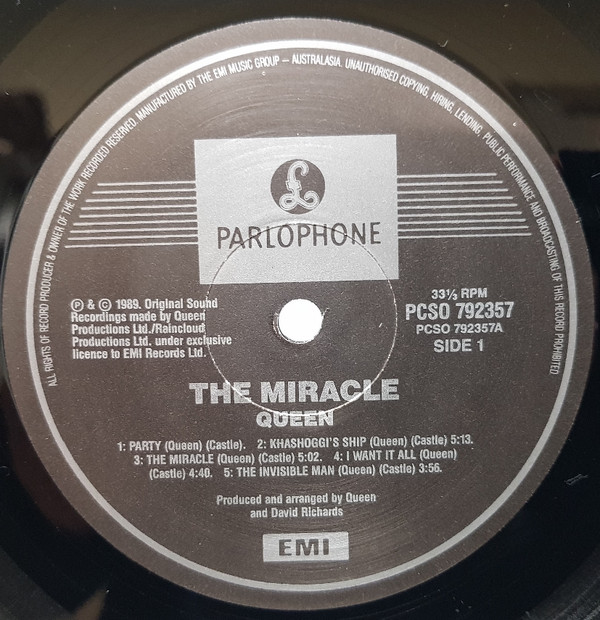 ALL RIGHTS OF RECORD PRODUCER & OWNER OF THE WORK RECORDED RESERVED. MANUFACTURED BY THE EMI MUSIC GROUP – AUSTRALASIA. UNAUTHORISED COPYING, HIRING, LENDING, PUBLIC PERFORMANCE AND BROADCASTING OF THIS RECORD PROHIBITED
£
PARLOPHONE
Ⓟ & © 1989. Original Sound
Recordings made by Queen
Productions Ltd./Raincloud
Productions Ltd. under exclusive
licence to EMI Records Ltd.
33⅓ RPM
PCSO 792357
PCSO 792357A
SIDE 1
THE MIRACLE
QUEEN
1: PARTY (Queen) (Castle). 2: KHASHOGGI'S SHIP (Queen) (Castle) 5:13.
3: THE MIRACLE (Queen) (Castle) 5:02. 4: I WANT IT ALL (Queen)
(Castle) 4:40. 5: THE INVISIBLE MAN (Queen) (Castle) 3:56.
Produced and arranged by Queen
and David Richards
EMI